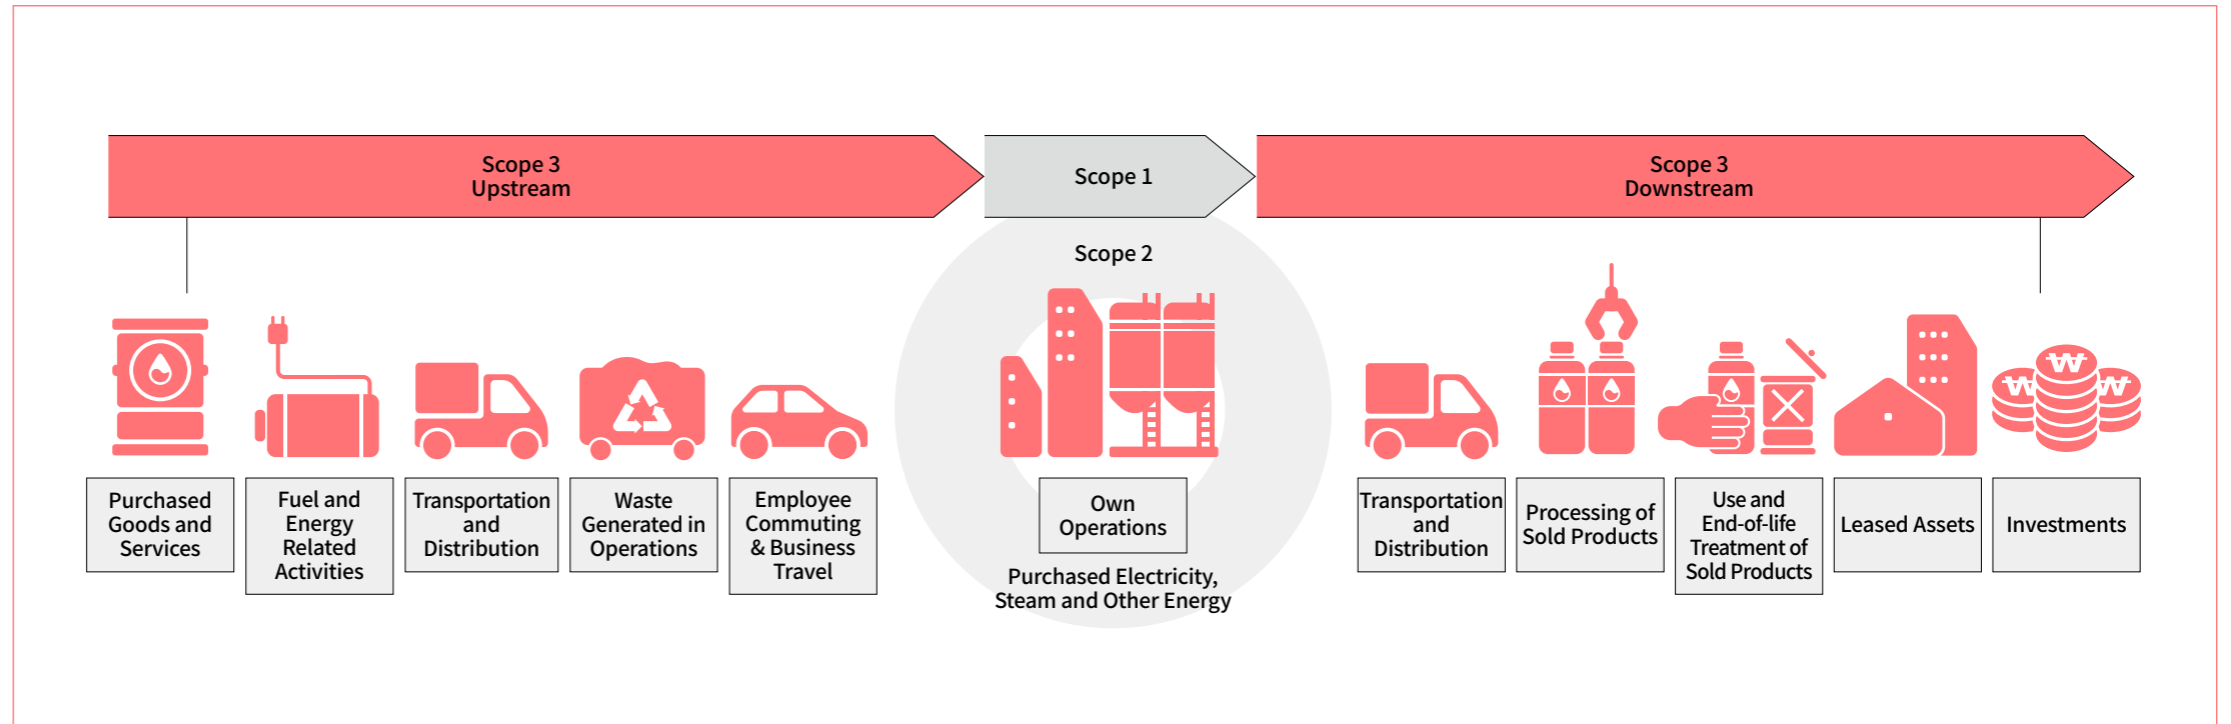 Scope 3
Upstream
Scope 1
Scope 3
Downstream
Scope 2
Purchased
Goods and
Services
Fuel and
Energy
Related
Activities
Transportation
and
Distribution
Waste
Generated in
Operations
Employee
Commuting
& Business
Travel
Own
Operations
Purchased Electricity,
Steam and Other Energy
Transportation
and
Distribution
Processing of
Sold Products
Use and
End-of-life
Treatment of
Sold Products
Leased Assets
₩
₩
₩
Investments